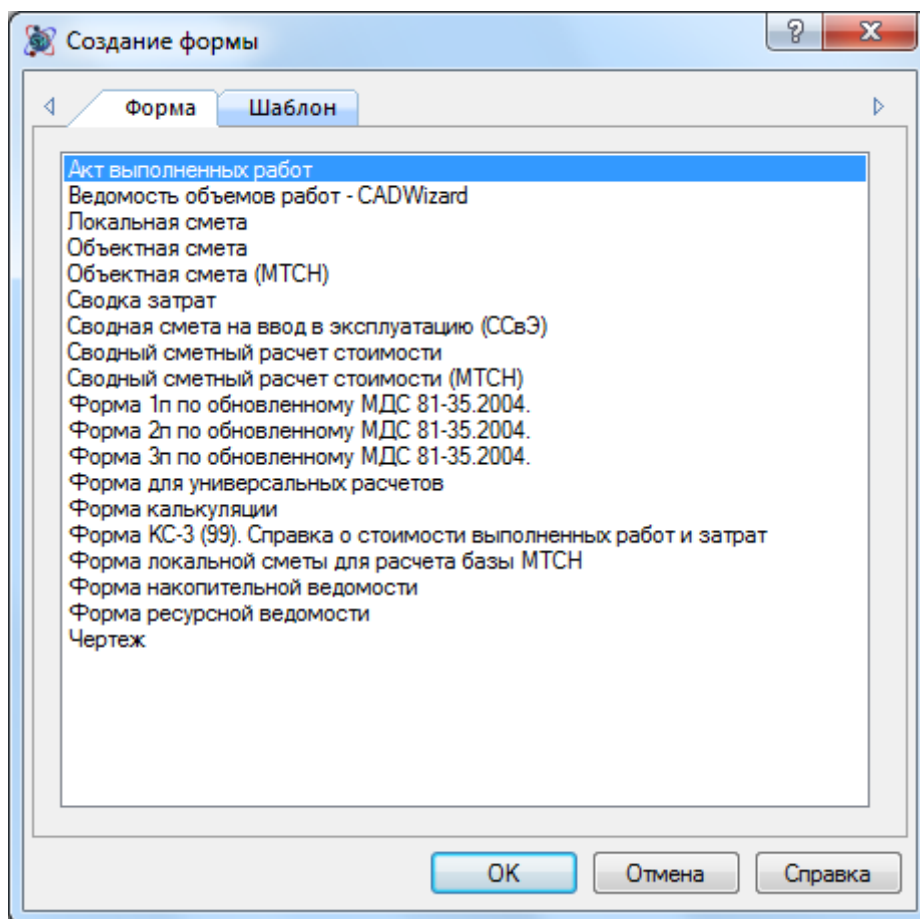 Создание формы
Форма
Шаблон
Акт выполненных работ
Ведомость объемов работ - CADWizard
Локальная смета
Объектная смета
Объектная смета (МТСН)
Сводка затрат
Сводная смета на ввод в эксплуатацию (ССвЭ)
Сводный сметный расчет стоимости
Сводный сметный расчет стоимости (МТСН)
Форма 1п по обновленному МДС 81-35.2004.
Форма 2п по обновленному МДС 81-35.2004.
Форма 3п по обновленному МДС 81-35.2004.
Форма для универсальных расчетов
Форма калькуляции
Форма КС-3 (99). Справка о стоимости выполненных работ и затрат
Форма локальной сметы для расчета базы МТСН
Форма накопительной ведомости
Форма ресурсной ведомости
Чертеж
OK
Отмена
Справка